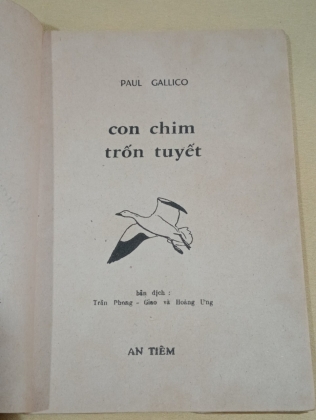 PAUL GALLICO
con chim
trốn tuyết
bản dịch :
Trần Phong - Giao và Hoàng Ưng
AN TIÊM